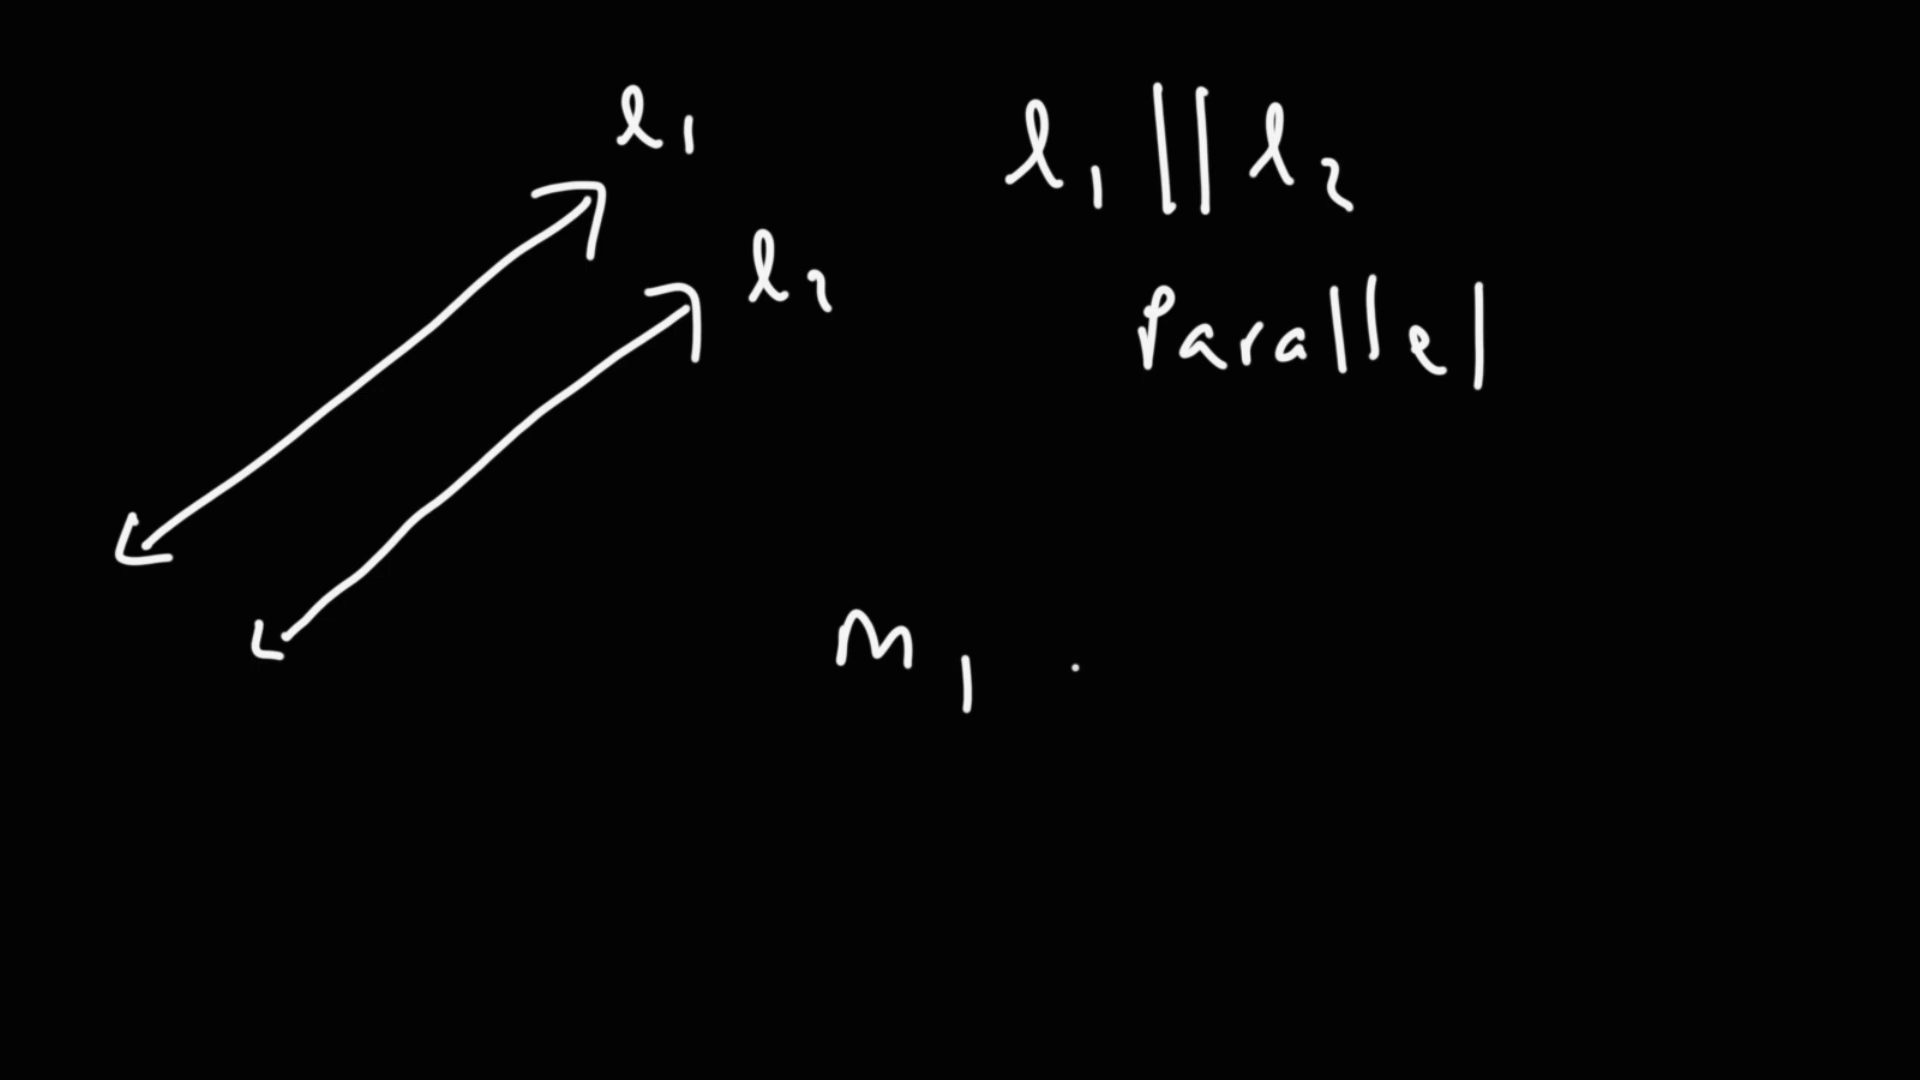 l₁
l₁ || l₂
l₂
Parallel
m₁